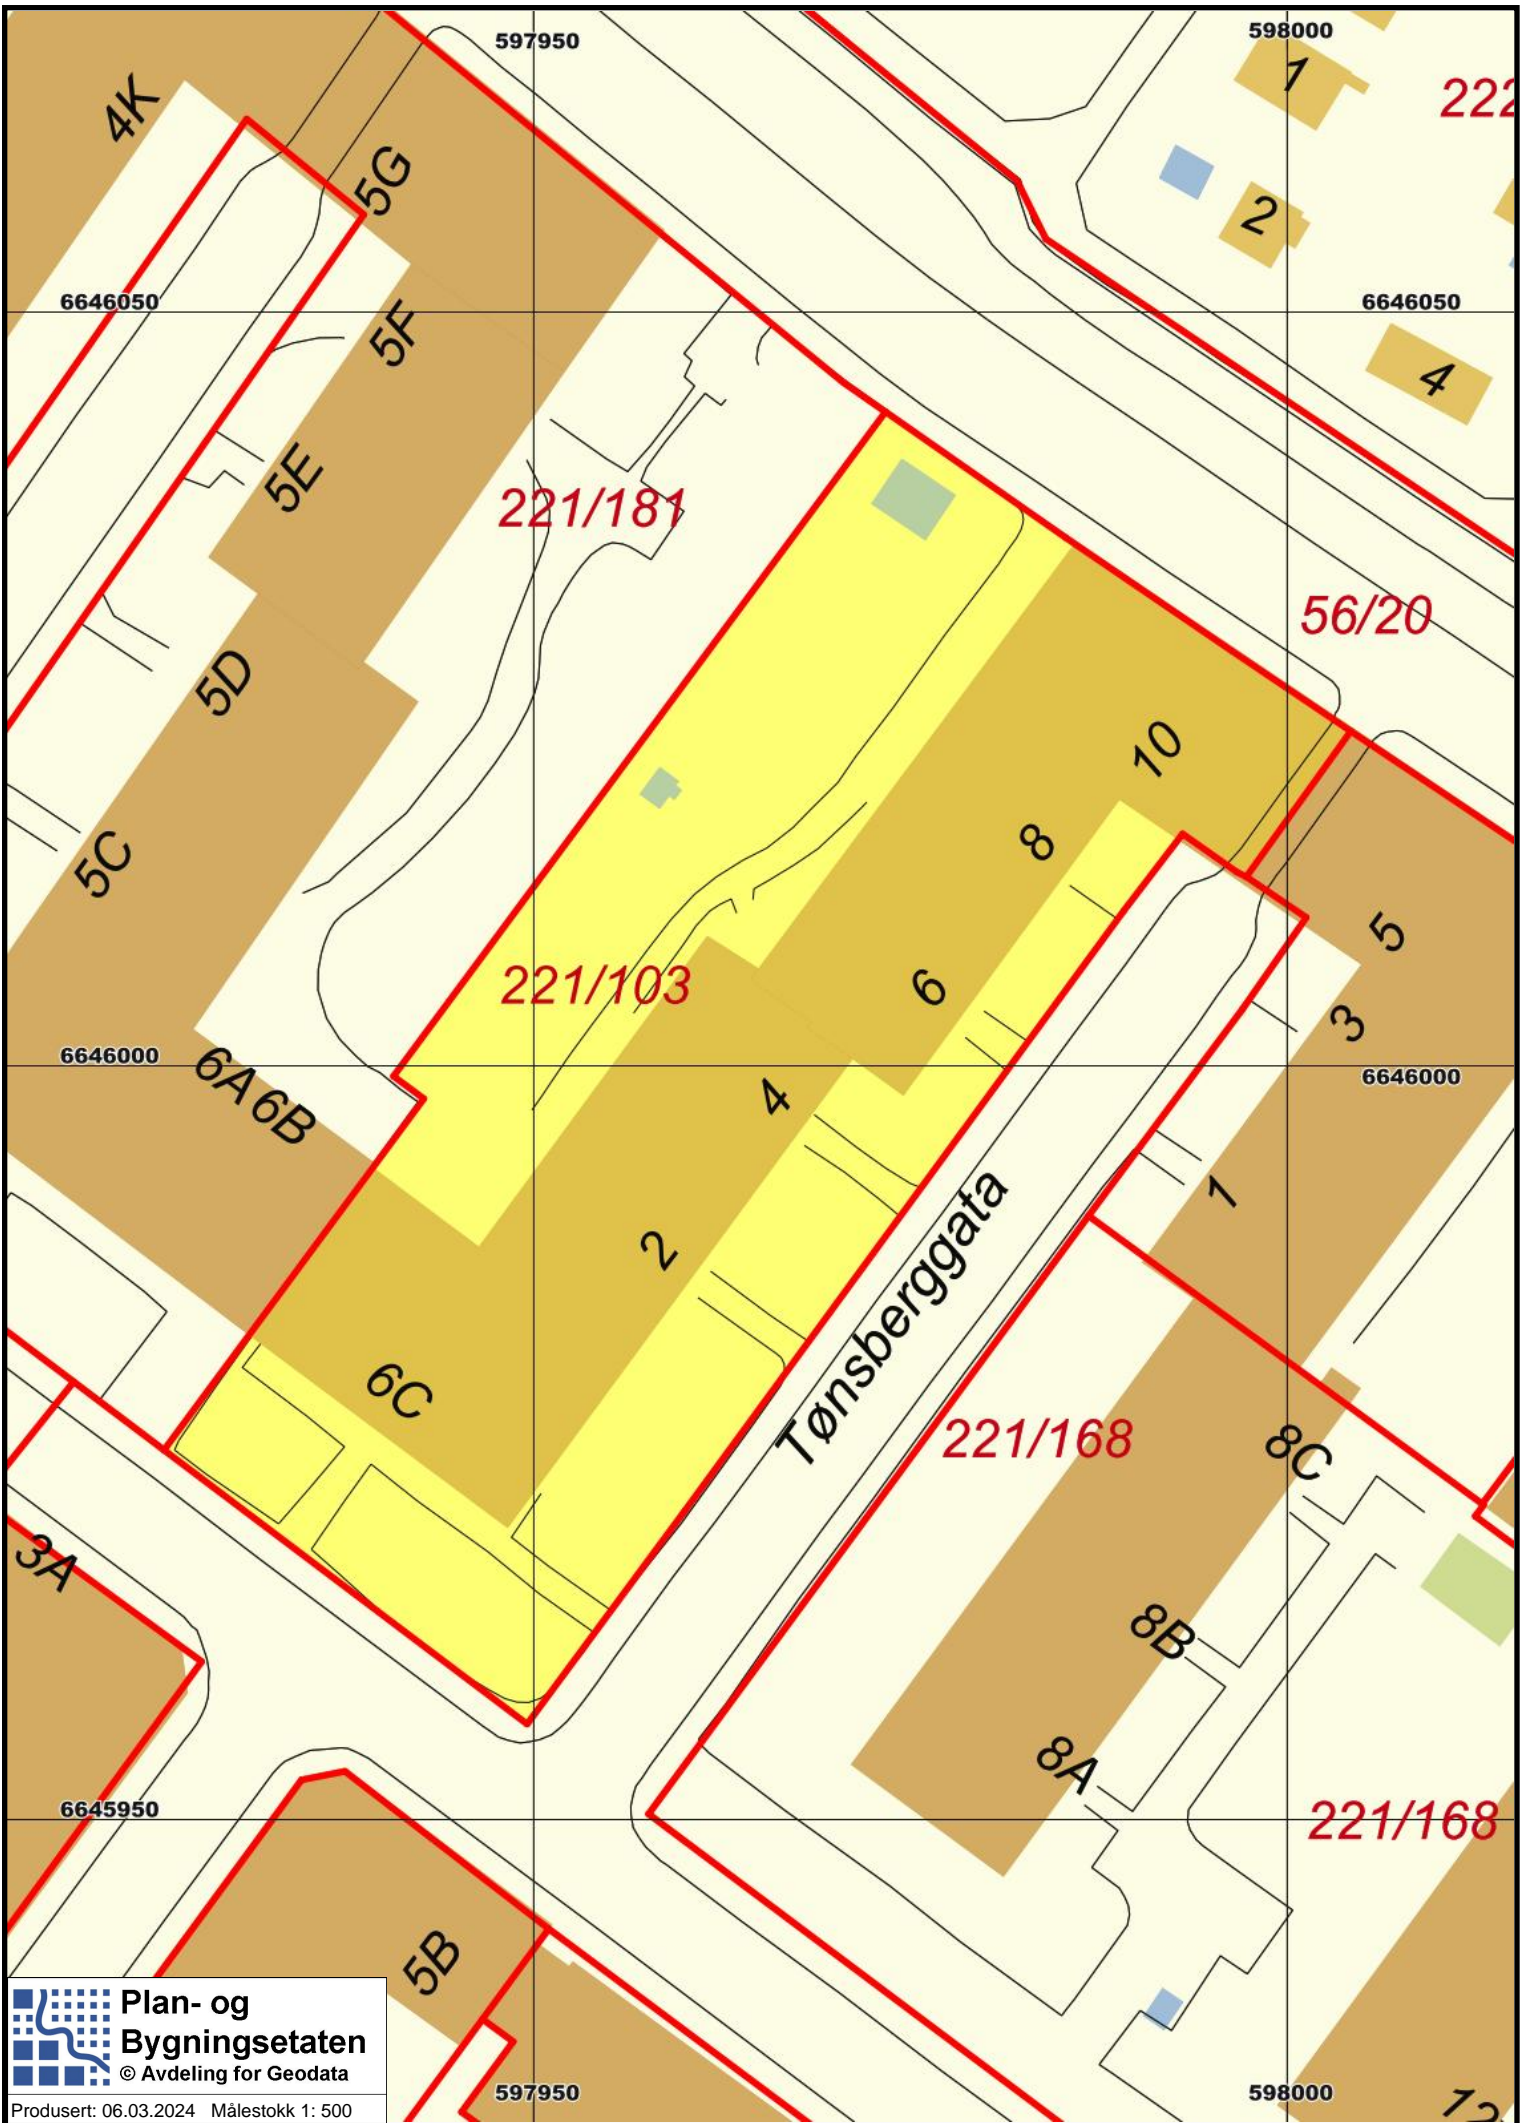 597950
598000
4K
1
222
5G
2
6646050
6646050
5F
4
5E
221/181
56/20
5D
10
8
5C
5
221/103
6
3
6646000
6646000
6A
6B
4
1
2
Tønsberggata
6C
221/168
8C
3A
8B
8A
6645950
221/168
5B
Plan- og
Bygningsetaten
© Avdeling for Geodata
597950
598000
Produsert: 06.03.2024 Målestokk 1: 500